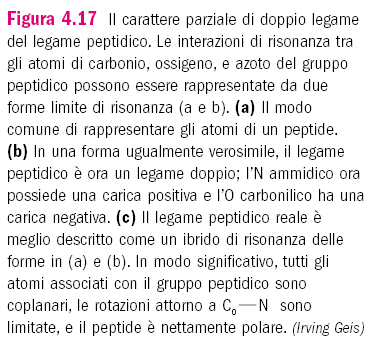 Figura 4.17 Il carattere parziale di doppio legame
del legame peptidico. Le interazioni di risonanza tra
gli atomi di carbonio, ossigeno, e azoto del gruppo
peptidico possono essere rappresentate da due
forme limite di risonanza (a e b). (a) Il modo
comune di rappresentare gli atomi di un peptide.
(b) In una forma ugualmente verosimile, il legame
peptidico è ora un legame doppio; l'N ammidico ora
possiede una carica positiva e l'O carbonilico ha una
carica negativa. (c) Il legame peptidico reale è
meglio descritto come un ibrido di risonanza delle
forme in (a) e (b). In modo significativo, tutti gli
atomi associati con il gruppo peptidico sono
coplanari, le rotazioni attorno a Co—N sono
limitate, e il peptide è nettamente polare. (Irving Geis)